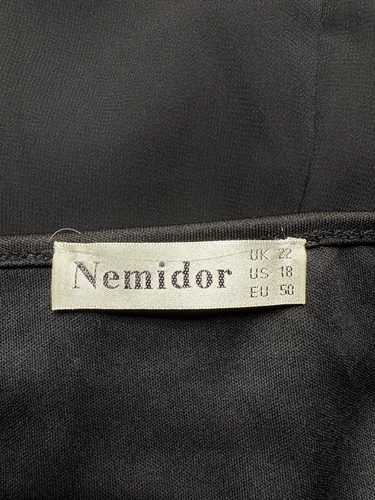 Nemidor
UK 22
US 18
EU 50